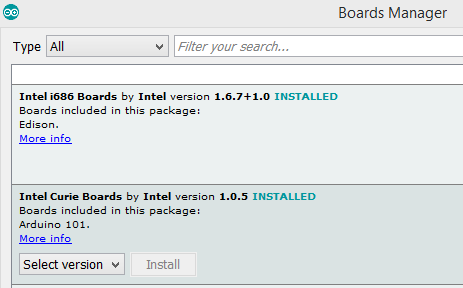 Boards Manager
Type All Filter your search...
Intel i686 Boards by Intel version 1.6.7+1.0 INSTALLED
Boards included in this package:
Edison.
More info
Intel Curie Boards by Intel version 1.0.5 INSTALLED
Boards included in this package:
Arduino 101.
More info
Select version Install